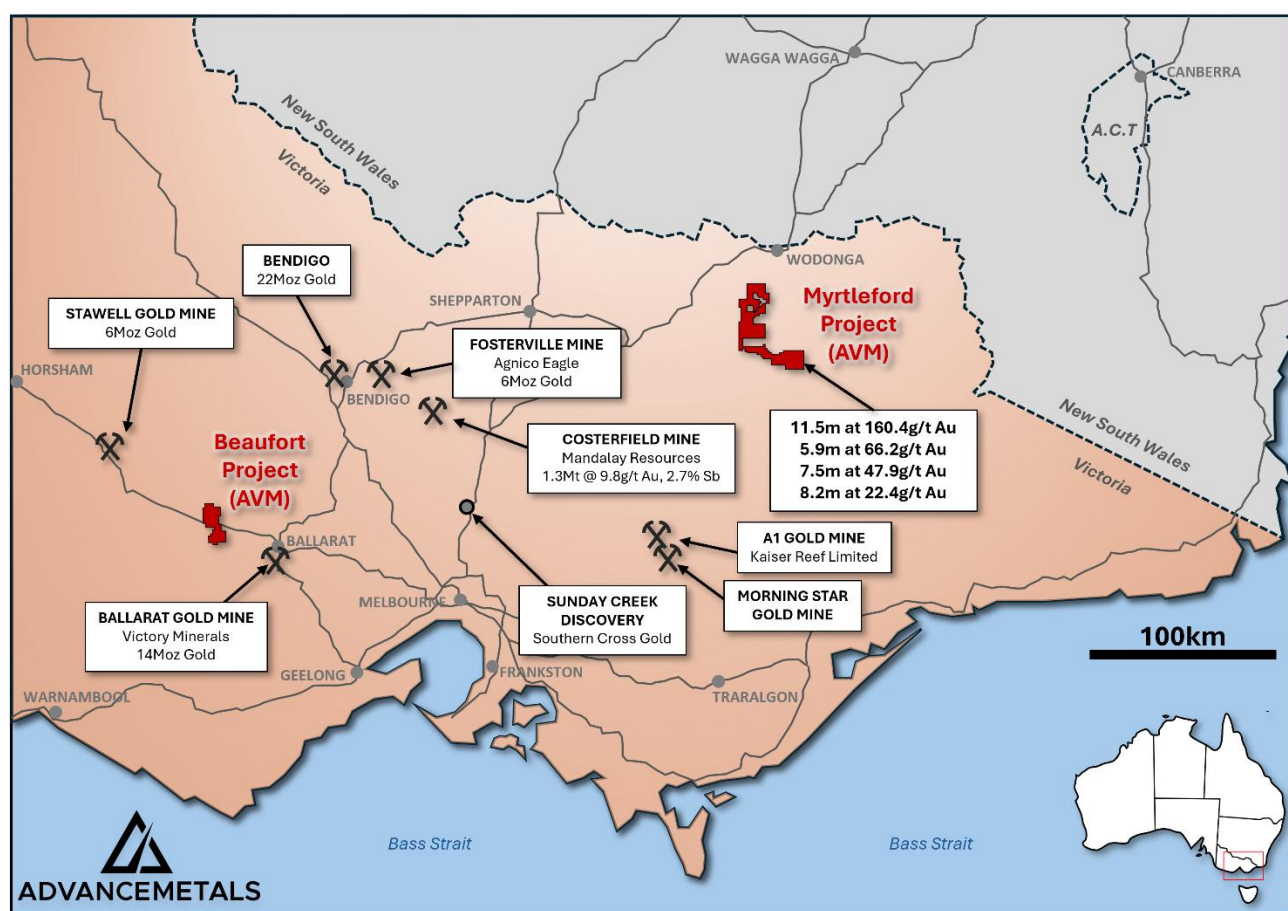 WAGGA WAGGA
CANBERRA
A.C.T
New South Wales
Victoria
BENDIGO
22Moz Gold
WODONGA
STAWELL GOLD MINE
6Moz Gold
SHEPPARTON
Myrtleford
Project
(AVM)
FOSTERVILLE MINE
Agnico Eagle
6Moz Gold
HORSHAM
BENDIGO
New South Wales
Victoria
Beaufort
Project
(AVM)
COSTERFIELD MINE
Mandalay Resources
1.3Mt @ 9.8g/t Au, 2.7% Sb
11.5m at 160.4g/t Au
5.9m at 66.2g/t Au
7.5m at 47.9g/t Au
8.2m at 22.4g/t Au
BALLARAT
A1 GOLD MINE
Kaiser Reef Limited
BALLARAT GOLD MINE
Victory Minerals
14Moz Gold
MELBOURNE
SUNDAY CREEK
DISCOVERY
Southern Cross Gold
MORNING STAR
GOLD MINE
100km
GEELONG
FRANKSTON
TRARALGON
WARNAMBOOL
Bass Strait
Bass Strait
ADVANCEMETALS